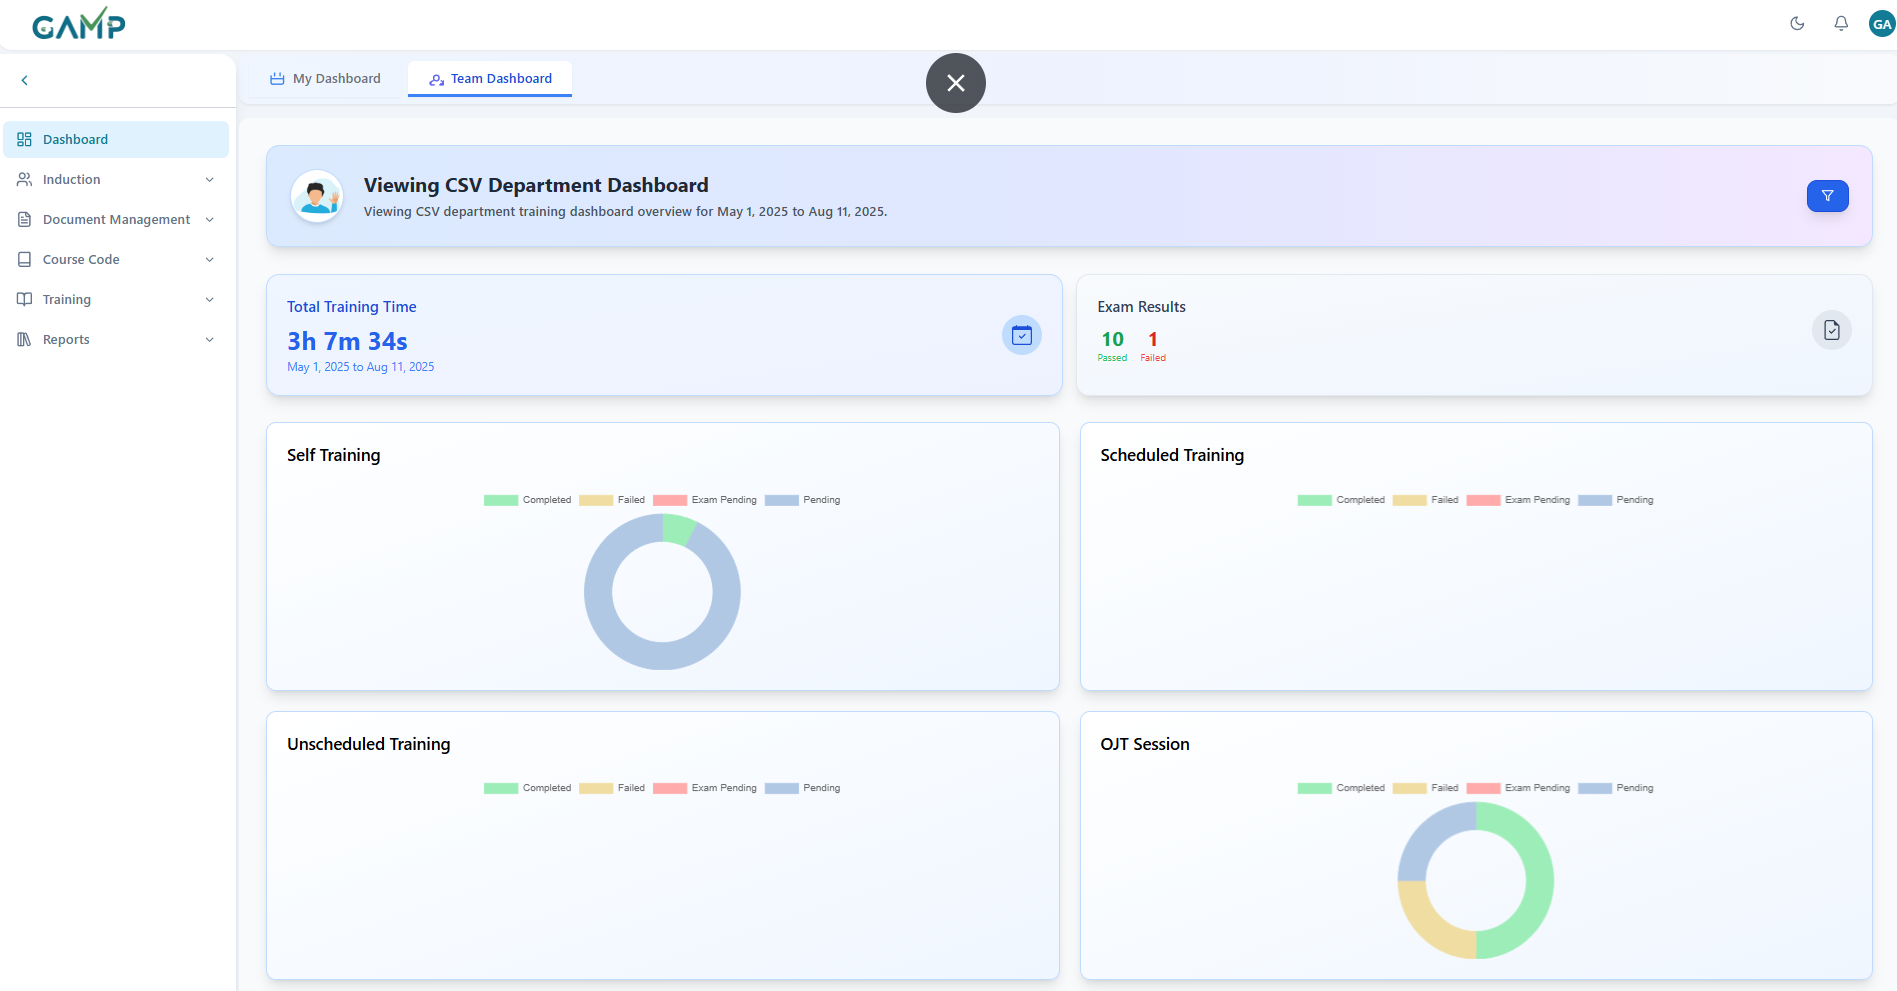 GAMP
GA
My Dashboard
Team Dashboard
Dashboard
Induction
Document Management
Course Code
Training
Reports
Viewing CSV Department Dashboard
Viewing CSV department training dashboard overview for May 1, 2025 to Aug 11, 2025.
Total Training Time
3h 7m 34s
May 1, 2025 to Aug 11, 2025
Exam Results
10 1
Passed Failed
Self Training
Completed Failed Exam Pending Pending
Scheduled Training
Completed Failed Exam Pending Pending
Unscheduled Training
Completed Failed Exam Pending Pending
OJT Session
Completed Failed Exam Pending Pending